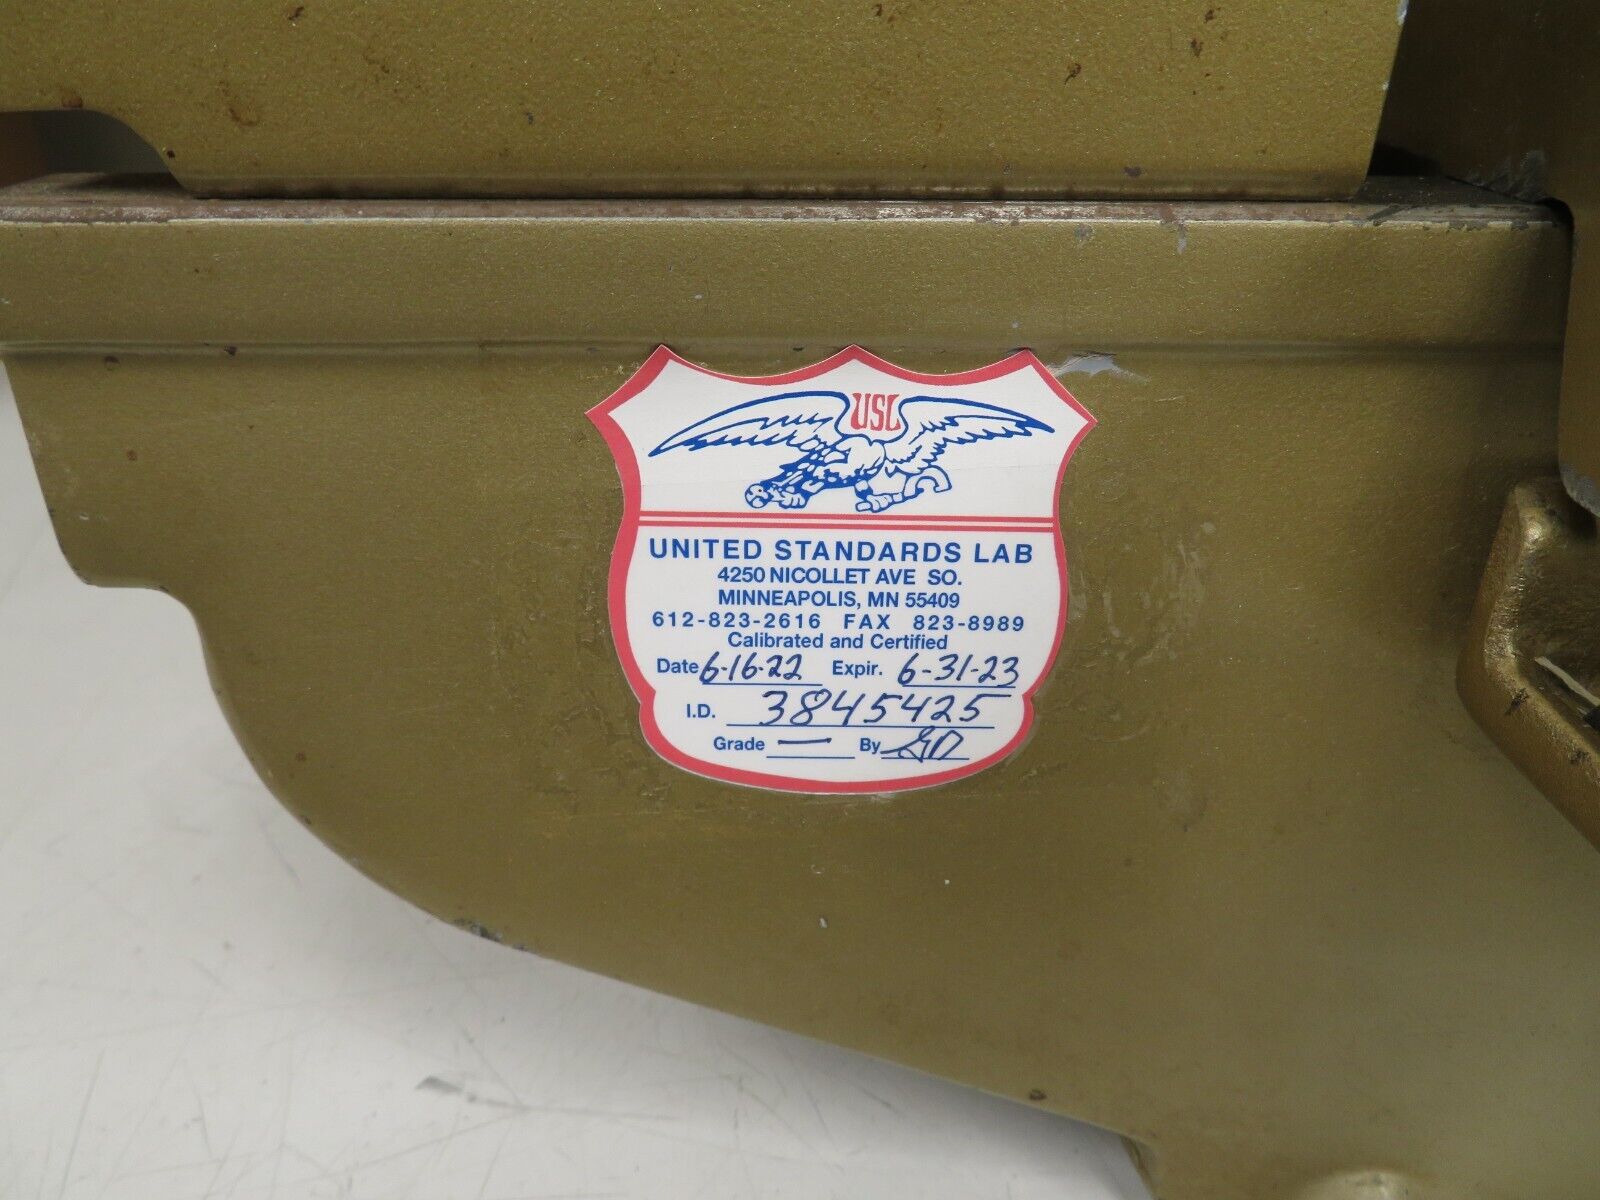 USL
UNITED STANDARDS LAB
4250 NICOLLET AVE SO.
MINNEAPOLIS, MN 55409
612-823-2616 FAX 823-8989
Calibrated and Certified
Date 6-16-22 Expir. 6-31-23
I.D. 3845425
Grade — By